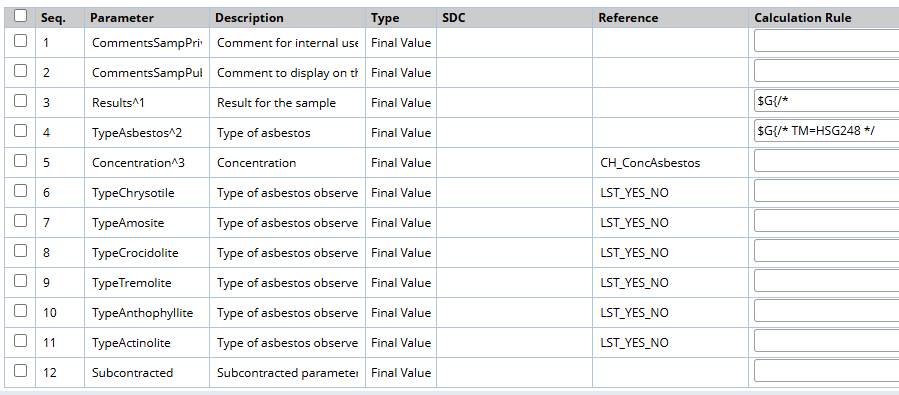 Seq. Parameter Description Type SDC Reference Calculation Rule
1 CommentsSampPri Comment for internal use Final Value
2 CommentsSampPul Comment to display on th Final Value
3 Results^1 Result for the sample Final Value $G{/*
4 TypeAsbestos^2 Type of asbestos Final Value $G{/* TM=HSG248 */
5 Concentration^3 Concentration Final Value CH_ConcAsbestos
6 TypeChrysotile Type of asbestos observe Final Value LST_YES_NO
7 TypeAmosite Type of asbestos observe Final Value LST_YES_NO
8 TypeCrocidolite Type of asbestos observe Final Value LST_YES_NO
9 TypeTremolite Type of asbestos observe Final Value LST_YES_NO
10 TypeAnthophyllite Type of asbestos observe Final Value LST_YES_NO
11 TypeActinolite Type of asbestos observe Final Value LST_YES_NO
12 Subcontracted Subcontracted parameter Final Value